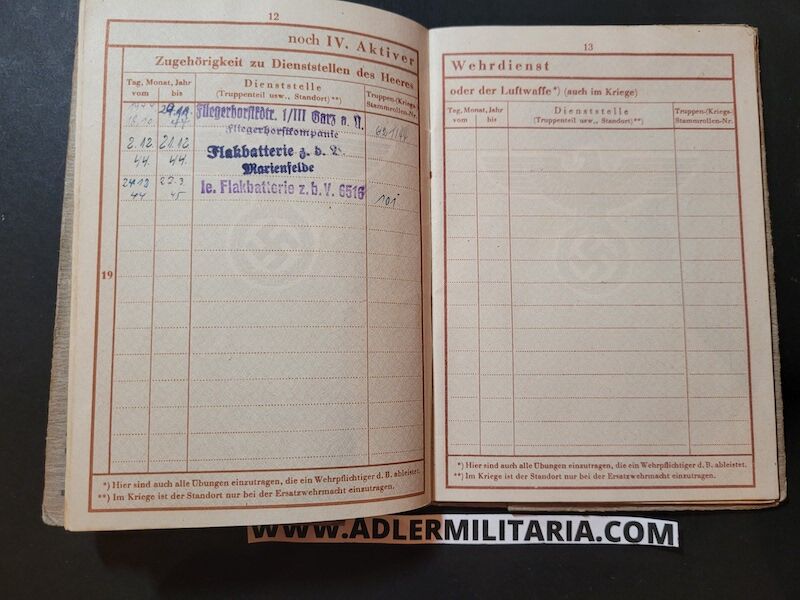 12
noch IV. Aktiver
Zugehörigkeit zu Dienststellen des Heeres
Tag, Monat, Jahr
vom bis
Dienststelle
(Truppenteil usw., Standort)**)
Truppen-(Kriegs-
Stammrollen-Nr.
29.11.
44
Fliegerhorstkdtr. I/III Garz a. R.
Fliegerhorstkompanie
2.12. 21.12
44. 44.
Flakbatterie z. b. V.
Marienfelde
22.3.
44 45
le. Flakbatterie z. b. V. 6516
101
19
*) Hier sind auch alle Übungen einzutragen, die ein Wehrpflichtiger d. B. ableistet.
**) Im Kriege ist der Standort nur bei der Ersatzwehrmacht einzutragen.
13
Wehrdienst
oder der Luftwaffe*) (auch im Kriege)
Tag, Monat, Jahr
vom bis
Dienststelle
(Truppenteil usw., Standort)**)
Truppen-(Kriegs-
Stammrollen-Nr.
*) Hier sind auch alle Übungen einzutragen, die ein Wehrpflichtiger d. B. ableistet.
**) Im Kriege ist der Standort nur bei der Ersatzwehrmacht einzutragen.
WWW.ADLERMILITARIA.COM